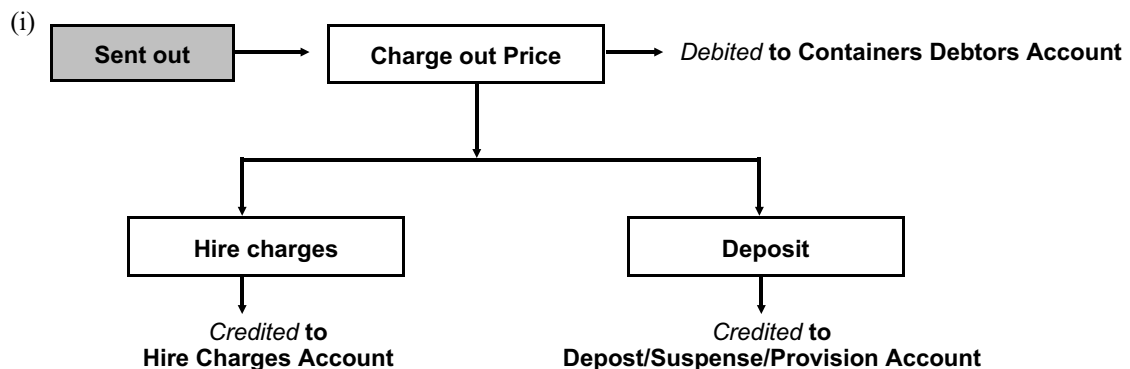 (i)
Sent out
Charge out Price
Debited to Containers Debtors Account
Hire charges
Deposit
Credited to
Hire Charges Account
Credited to
Depost/Suspense/Provision Account